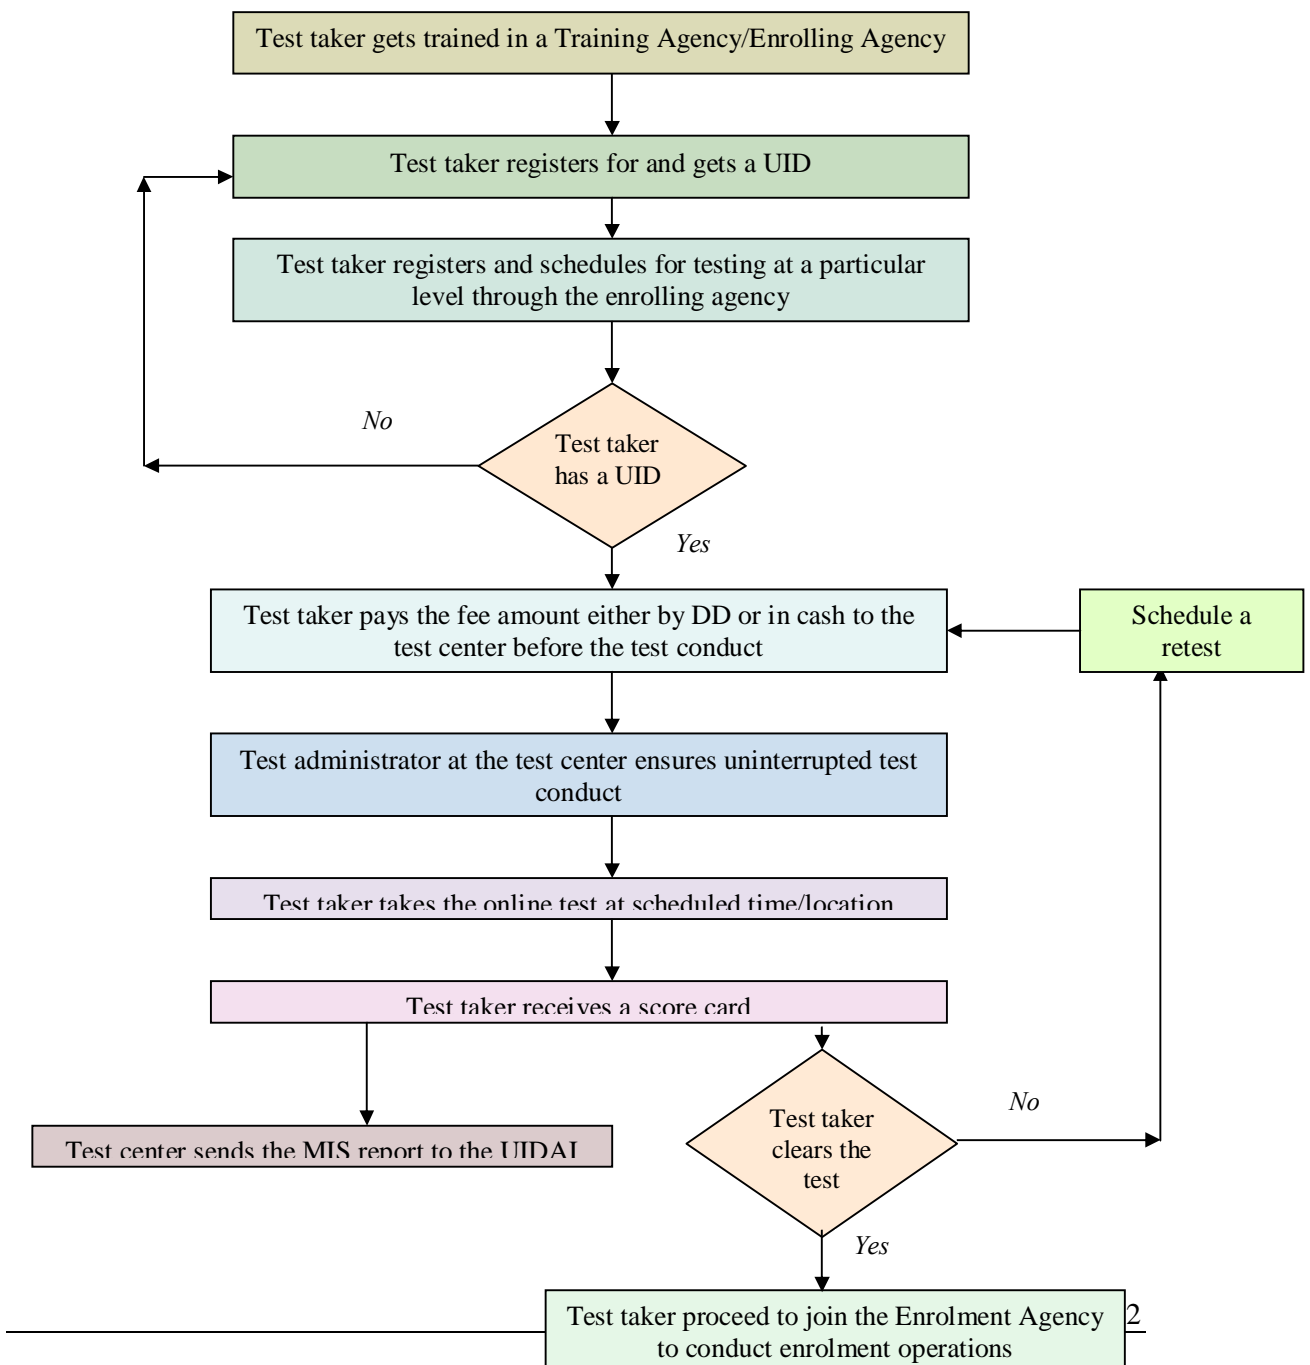 Test taker gets trained in a Training Agency/Enrolling Agency
Test taker registers for and gets a UID
Test taker registers and schedules for testing at a particular
level through the enrolling agency
No
Test taker
has a UID
Yes
Test taker pays the fee amount either by DD or in cash to the
test center before the test conduct
Schedule a
retest
Test administrator at the test center ensures uninterrupted test
conduct
Test taker takes the online test at scheduled time/location
Test taker receives a score card
Test center sends the MIS report to the UIDAI
Test taker
clears the
test
No
Yes
Test taker proceed to join the Enrolment Agency
to conduct enrolment operations
2